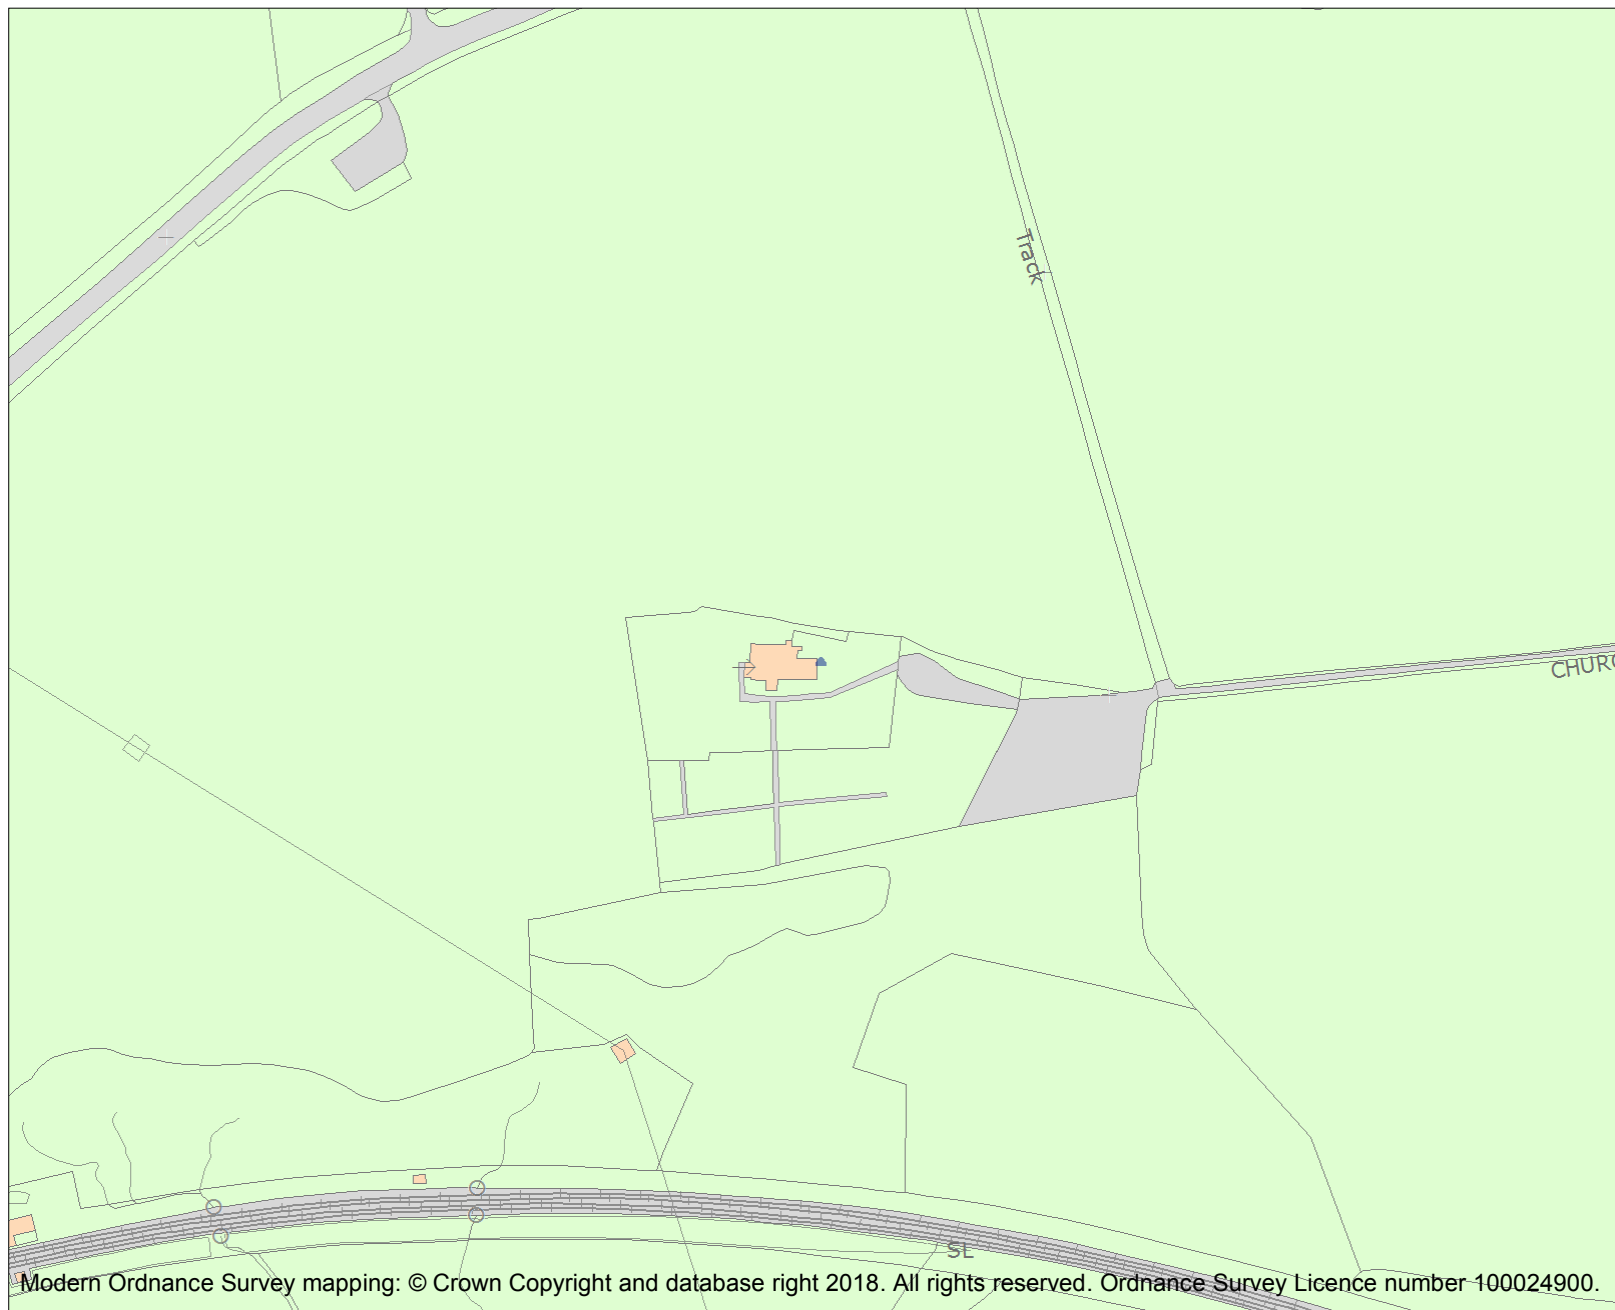 Track
CHURC
SL
Modern Ordnance Survey mapping: © Crown Copyright and database right 2018. All rights reserved. Ordnance Survey Licence number 100024900.